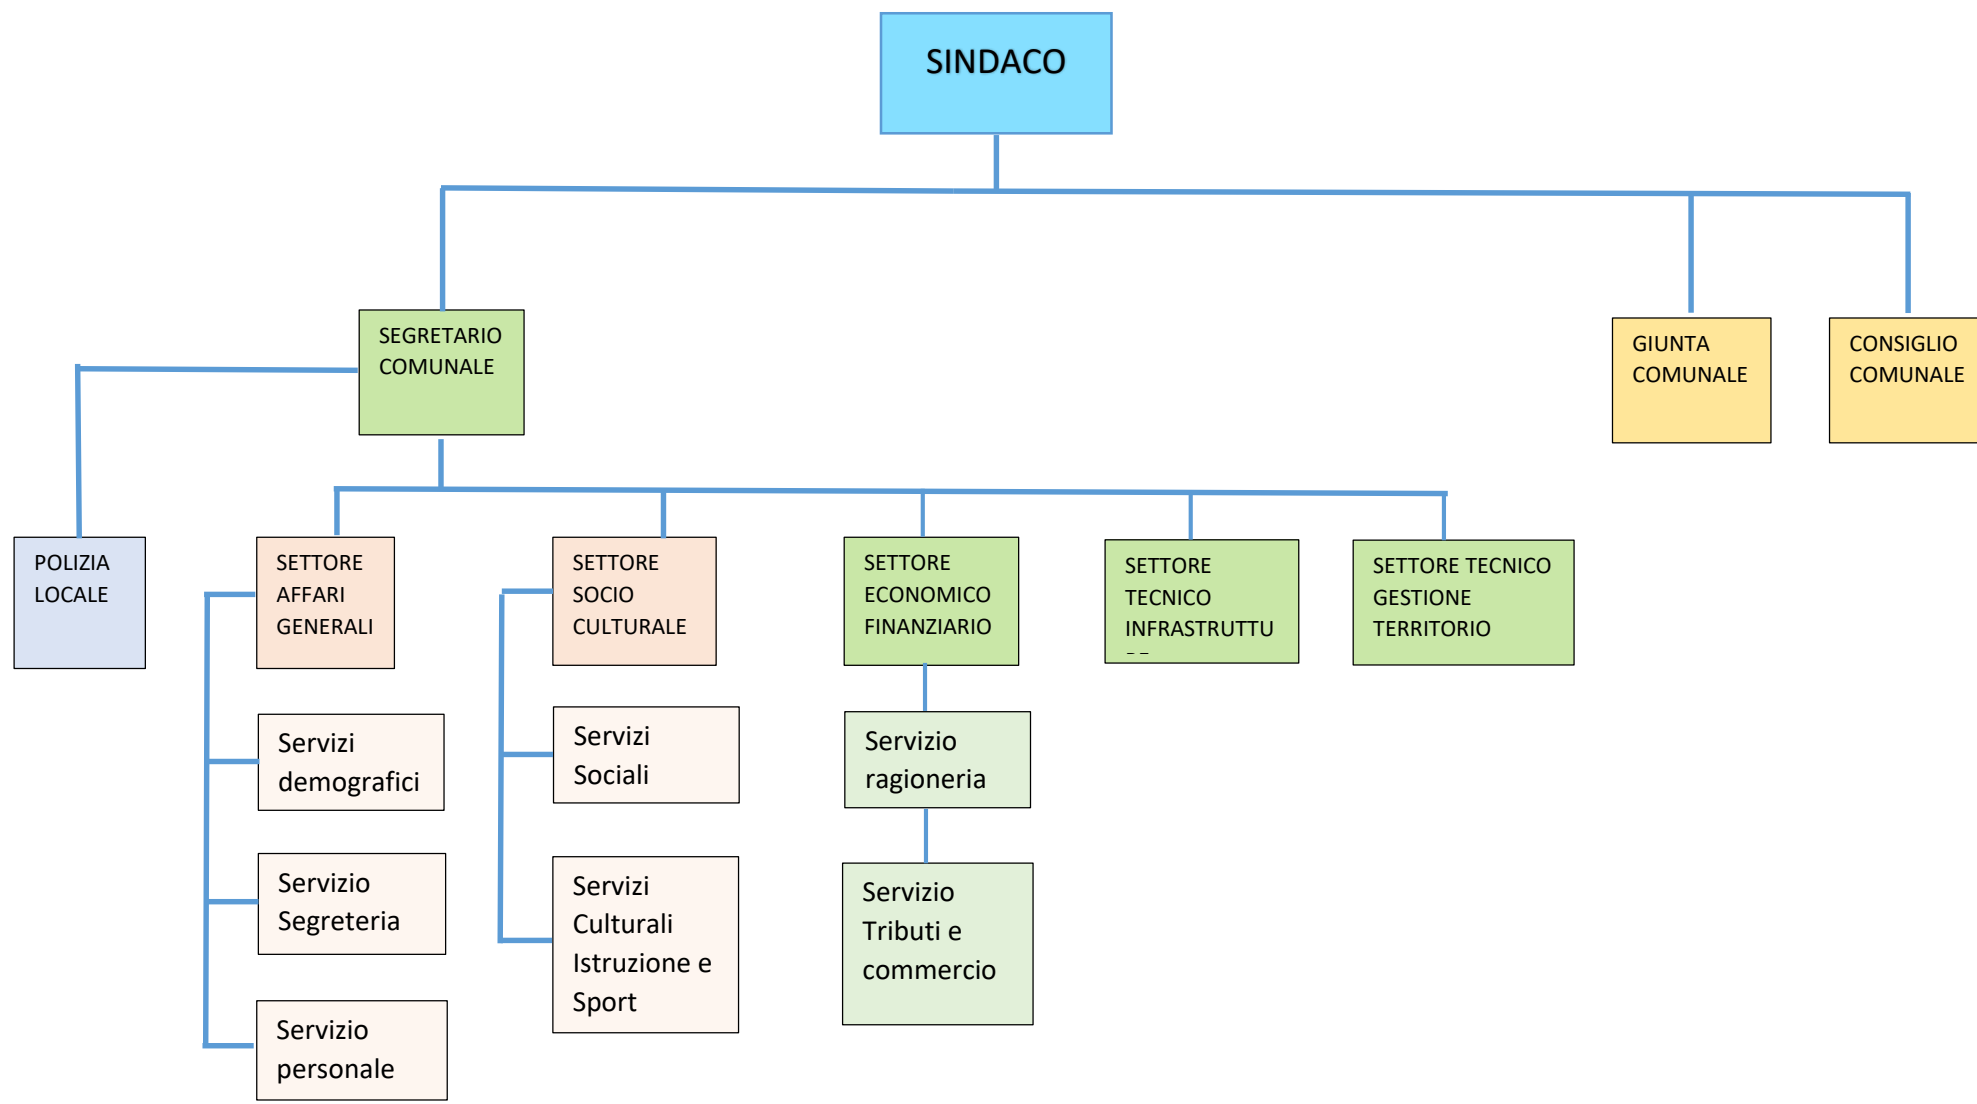 SINDACO
SEGRETARIO
COMUNALE
GIUNTA
COMUNALE
CONSIGLIO
COMUNALE
POLIZIA
LOCALE
SETTORE
AFFARI
GENERALI
SETTORE
SOCIO
CULTURALE
SETTORE
ECONOMICO
FINANZIARIO
SETTORE
TECNICO
INFRASTRUTTU
SETTORE TECNICO
GESTIONE
TERRITORIO
Servizi
demografici
Servizio
Segreteria
Servizio
personale
Servizi
Sociali
Servizi
Culturali
Istruzione e
Sport
Servizio
ragioneria
Servizio
Tributi e
commercio